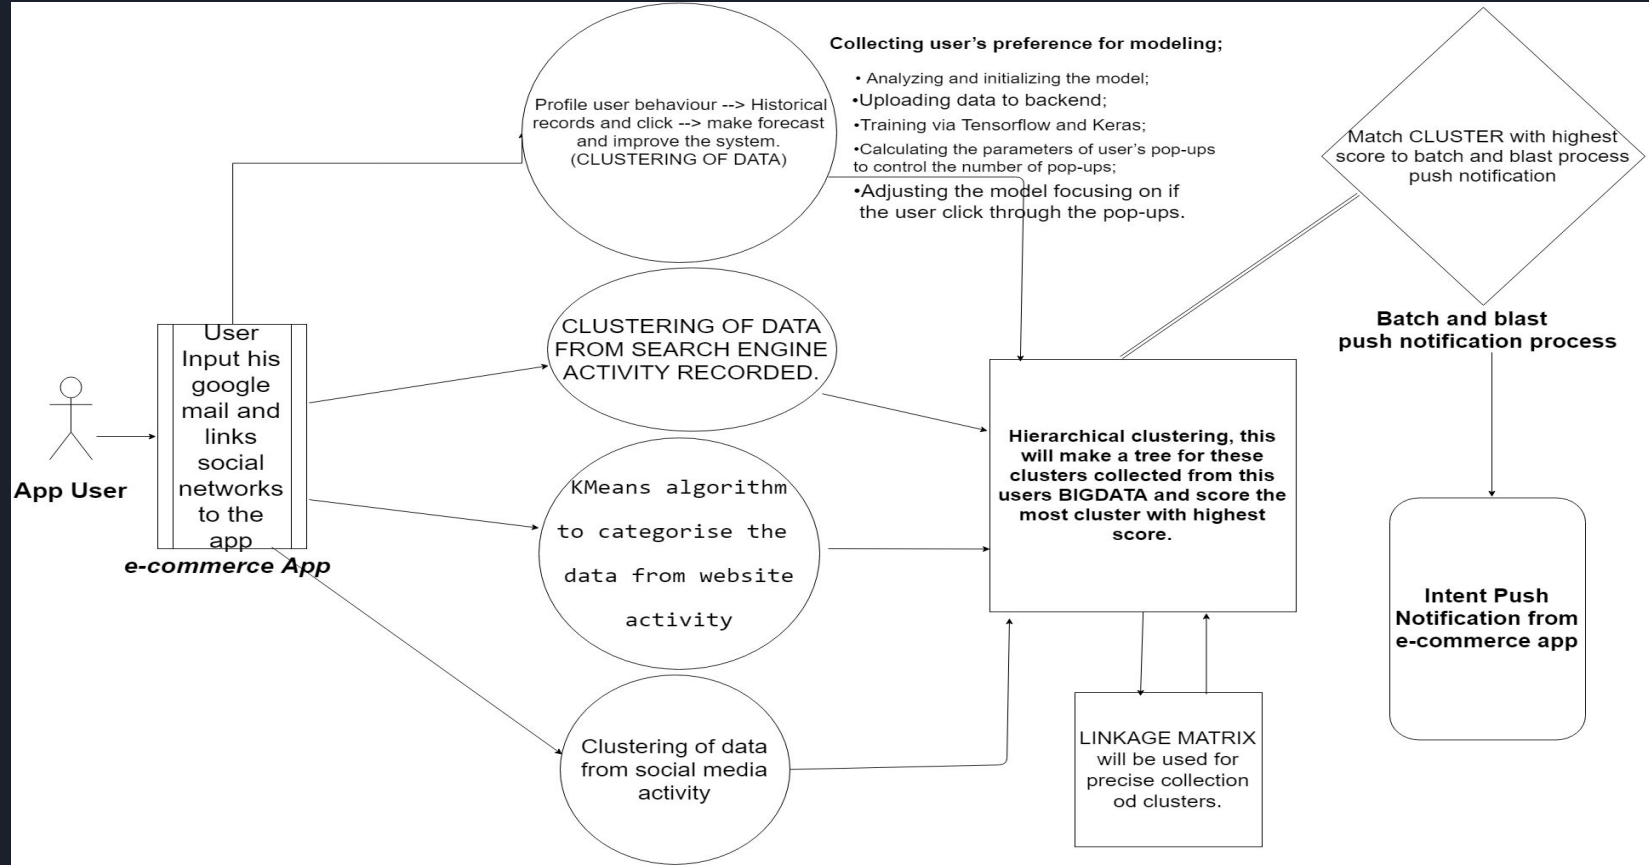 App User
User
Input his
google
mail and
links
social
networks
to the
app
e-commerce App
Profile user behaviour --> Historical
records and click --> make forecast
and improve the system.
(CLUSTERING OF DATA)
Collecting user's preference for modeling;
• Analyzing and initializing the model;
•Uploading data to backend;
•Training via Tensorflow and Keras;
•Calculating the parameters of user's pop-ups
to control the number of pop-ups;
•Adjusting the model focusing on if
the user click through the pop-ups.
CLUSTERING OF DATA
FROM SEARCH ENGINE
ACTIVITY RECORDED.
KMeans algorithm
to categorise the
data from website
activity
Clustering of data
from social media
activity
Hierarchical clustering, this
will make a tree for these
clusters collected from this
users BIGDATA and score the
most cluster with highest
score.
LINKAGE MATRIX
will be used for
precise collection
od clusters.
Match CLUSTER with highest
score to batch and blast process
push notification
Batch and blast
push notification process
Intent Push
Notification from
e-commerce app